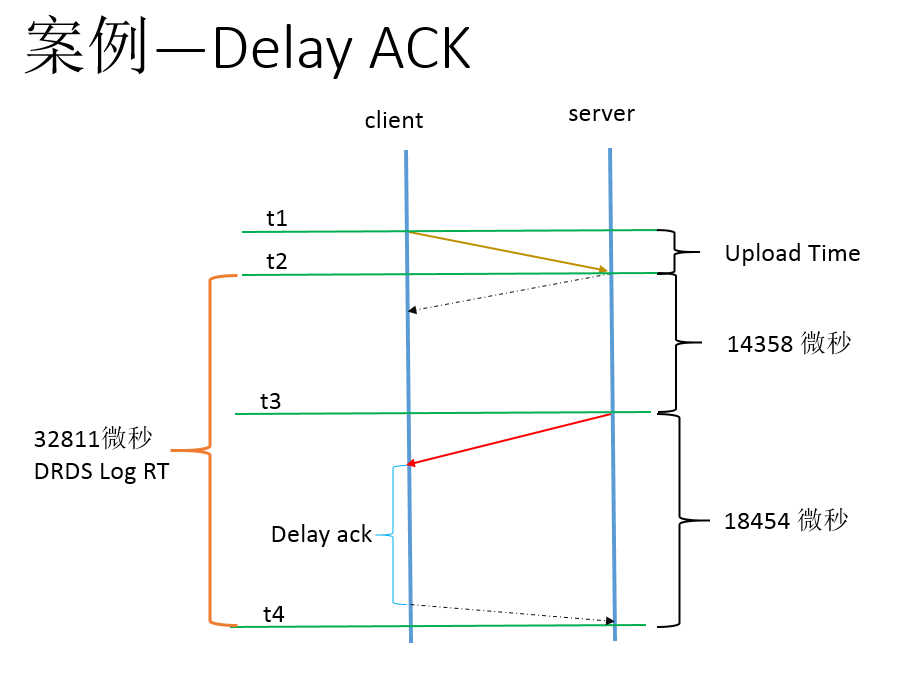 案例—Delay ACK
client
server
t1
t2
Upload Time
14358 微秒
t3
32811微秒
DRDS Log RT
18454 微秒
Delay ack
t4